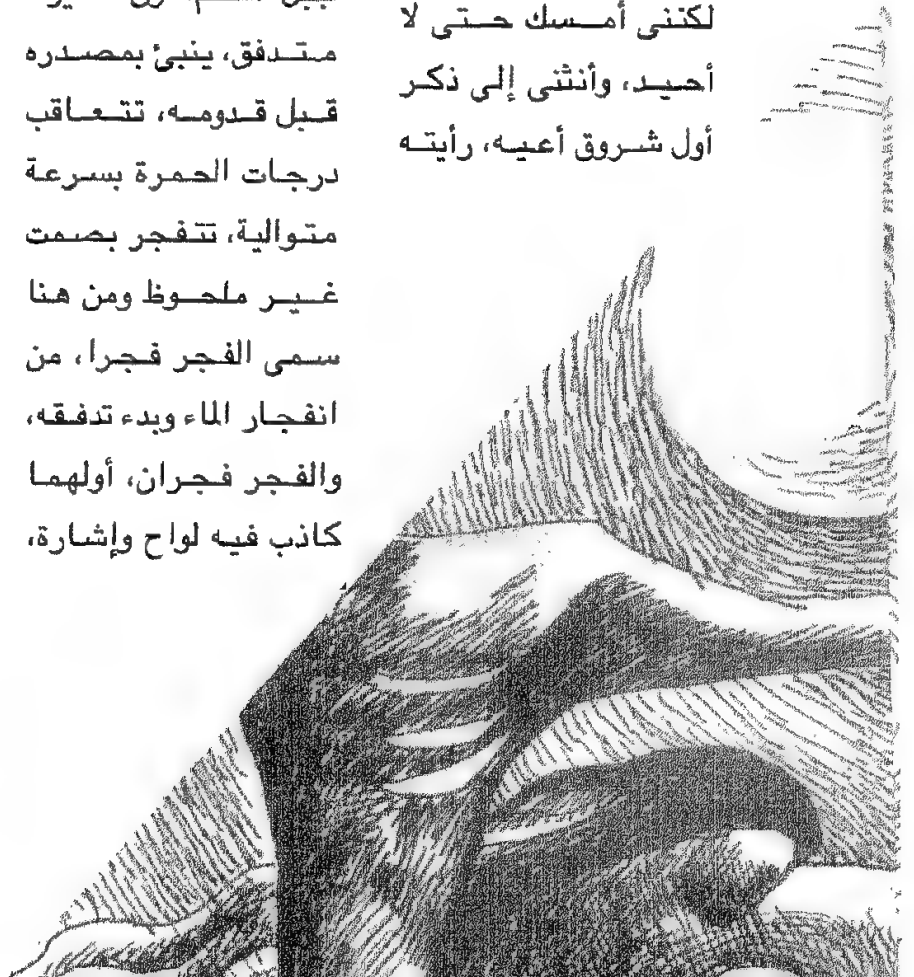 لكننى أمسك حتى لا
أحيد، وأنثنى إلى ذكر
أول شروق أعيه، رأيته
متدفق، ينبئ بمصدره
قبل قدومه، تتعاقب
درجات الحمرة بسرعة
متوالية، تتفجر بصمت
غير ملحوظ ومن هنا
سمى الفجر فجرا، من
انفجار الماء وبدء تدفقه،
والفجر فجران، أولهما
كاذب فيه لواح وإشارة،